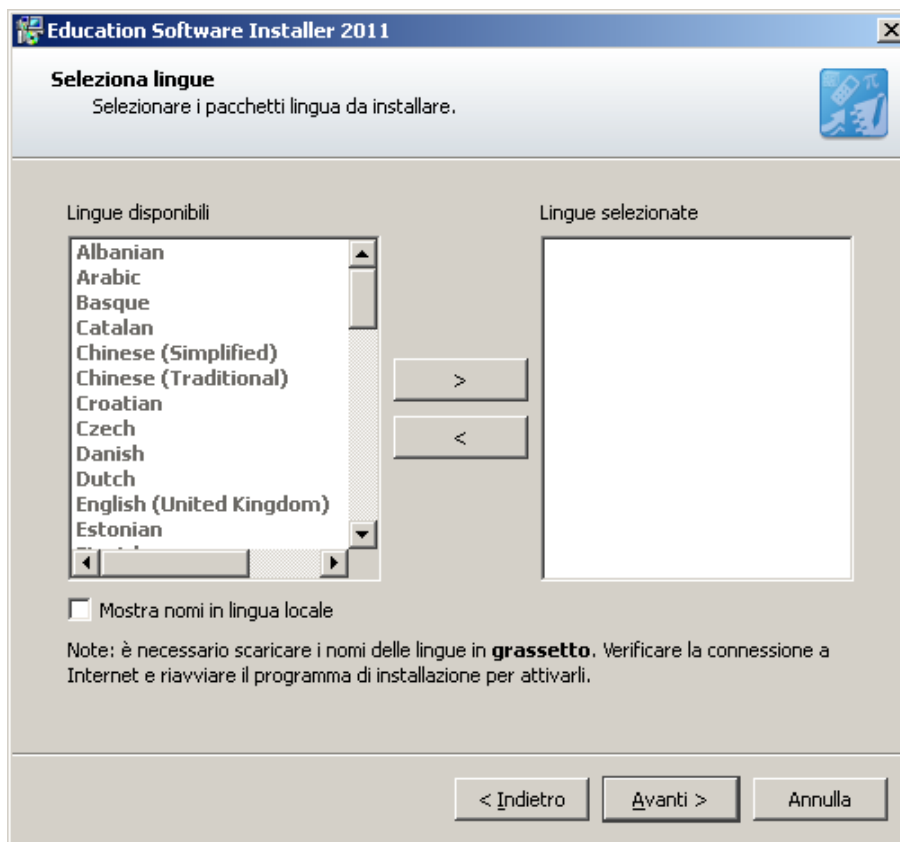 Education Software Installer 2011
Seleziona lingue
Selezionare i pacchetti lingua da installare.
Lingue disponibili
Lingue selezionate
Albanian
Arabic
Basque
Catalan
Chinese (Simplified)
Chinese (Traditional)
Croatian
Czech
Danish
Dutch
English (United Kingdom)
Estonian
>
<
Mostra nomi in lingua locale
Note: è necessario scaricare i nomi delle lingue in grassetto. Verificare la connessione a
Internet e riavviare il programma di installazione per attivarli.
< Indietro
Avanti >
Annulla